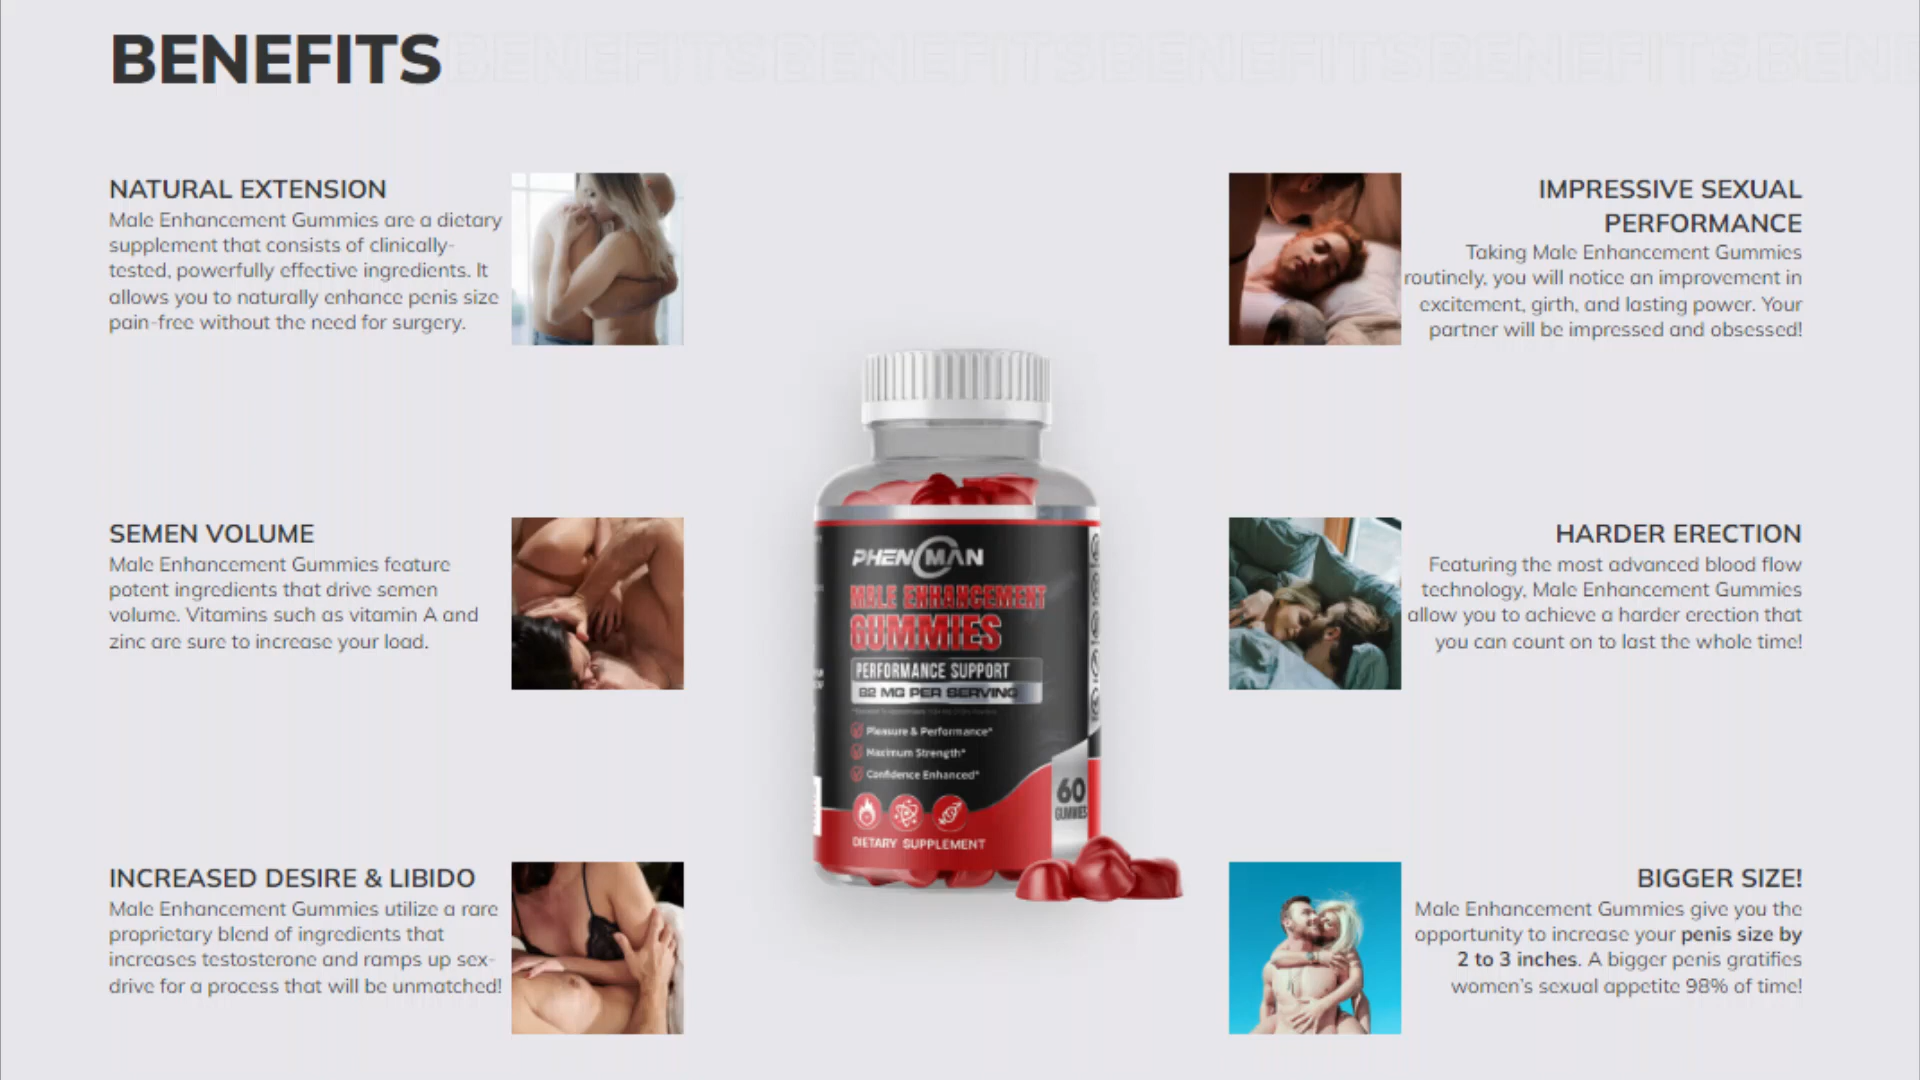 BENEFITS BENEFITS BENEFITS BENEFITS BENEFITS BENE
NATURAL EXTENSION
Male Enhancement Gummies are a dietary
supplement that consists of clinically-
tested, powerfully effective ingredients. It
allows you to naturally enhance penis size
pain-free without the need for surgery.
SEMEN VOLUME
Male Enhancement Gummies feature
potent ingredients that drive semen
volume. Vitamins such as vitamin A and
zinc are sure to increase your load.
INCREASED DESIRE & LIBIDO
Male Enhancement Gummies utilize a rare
proprietary blend of ingredients that
increases testosterone and ramps up sex-
drive for a process that will be unmatched!
PHENOMAN
MALE ENHANCEMENT
GUMMIES
PERFORMANCE SUPPORT
82 MG PER SERVING
Pleasure & Performance*
Maximum Strength*
Confidence Enhanced*
60
GUMMIES
DIETARY SUPPLEMENT
IMPRESSIVE SEXUAL
PERFORMANCE
Taking Male Enhancement Gummies
routinely, you will notice an improvement in
excitement, girth, and lasting power. Your
partner will be impressed and obsessed!
HARDER ERECTION
Featuring the most advanced blood flow
technology, Male Enhancement Gummies
allow you to achieve a harder erection that
you can count on to last the whole time!
BIGGER SIZE!
Male Enhancement Gummies give you the
opportunity to increase your penis size by
2 to 3 inches. A bigger penis gratifies
women's sexual appetite 98% of time!